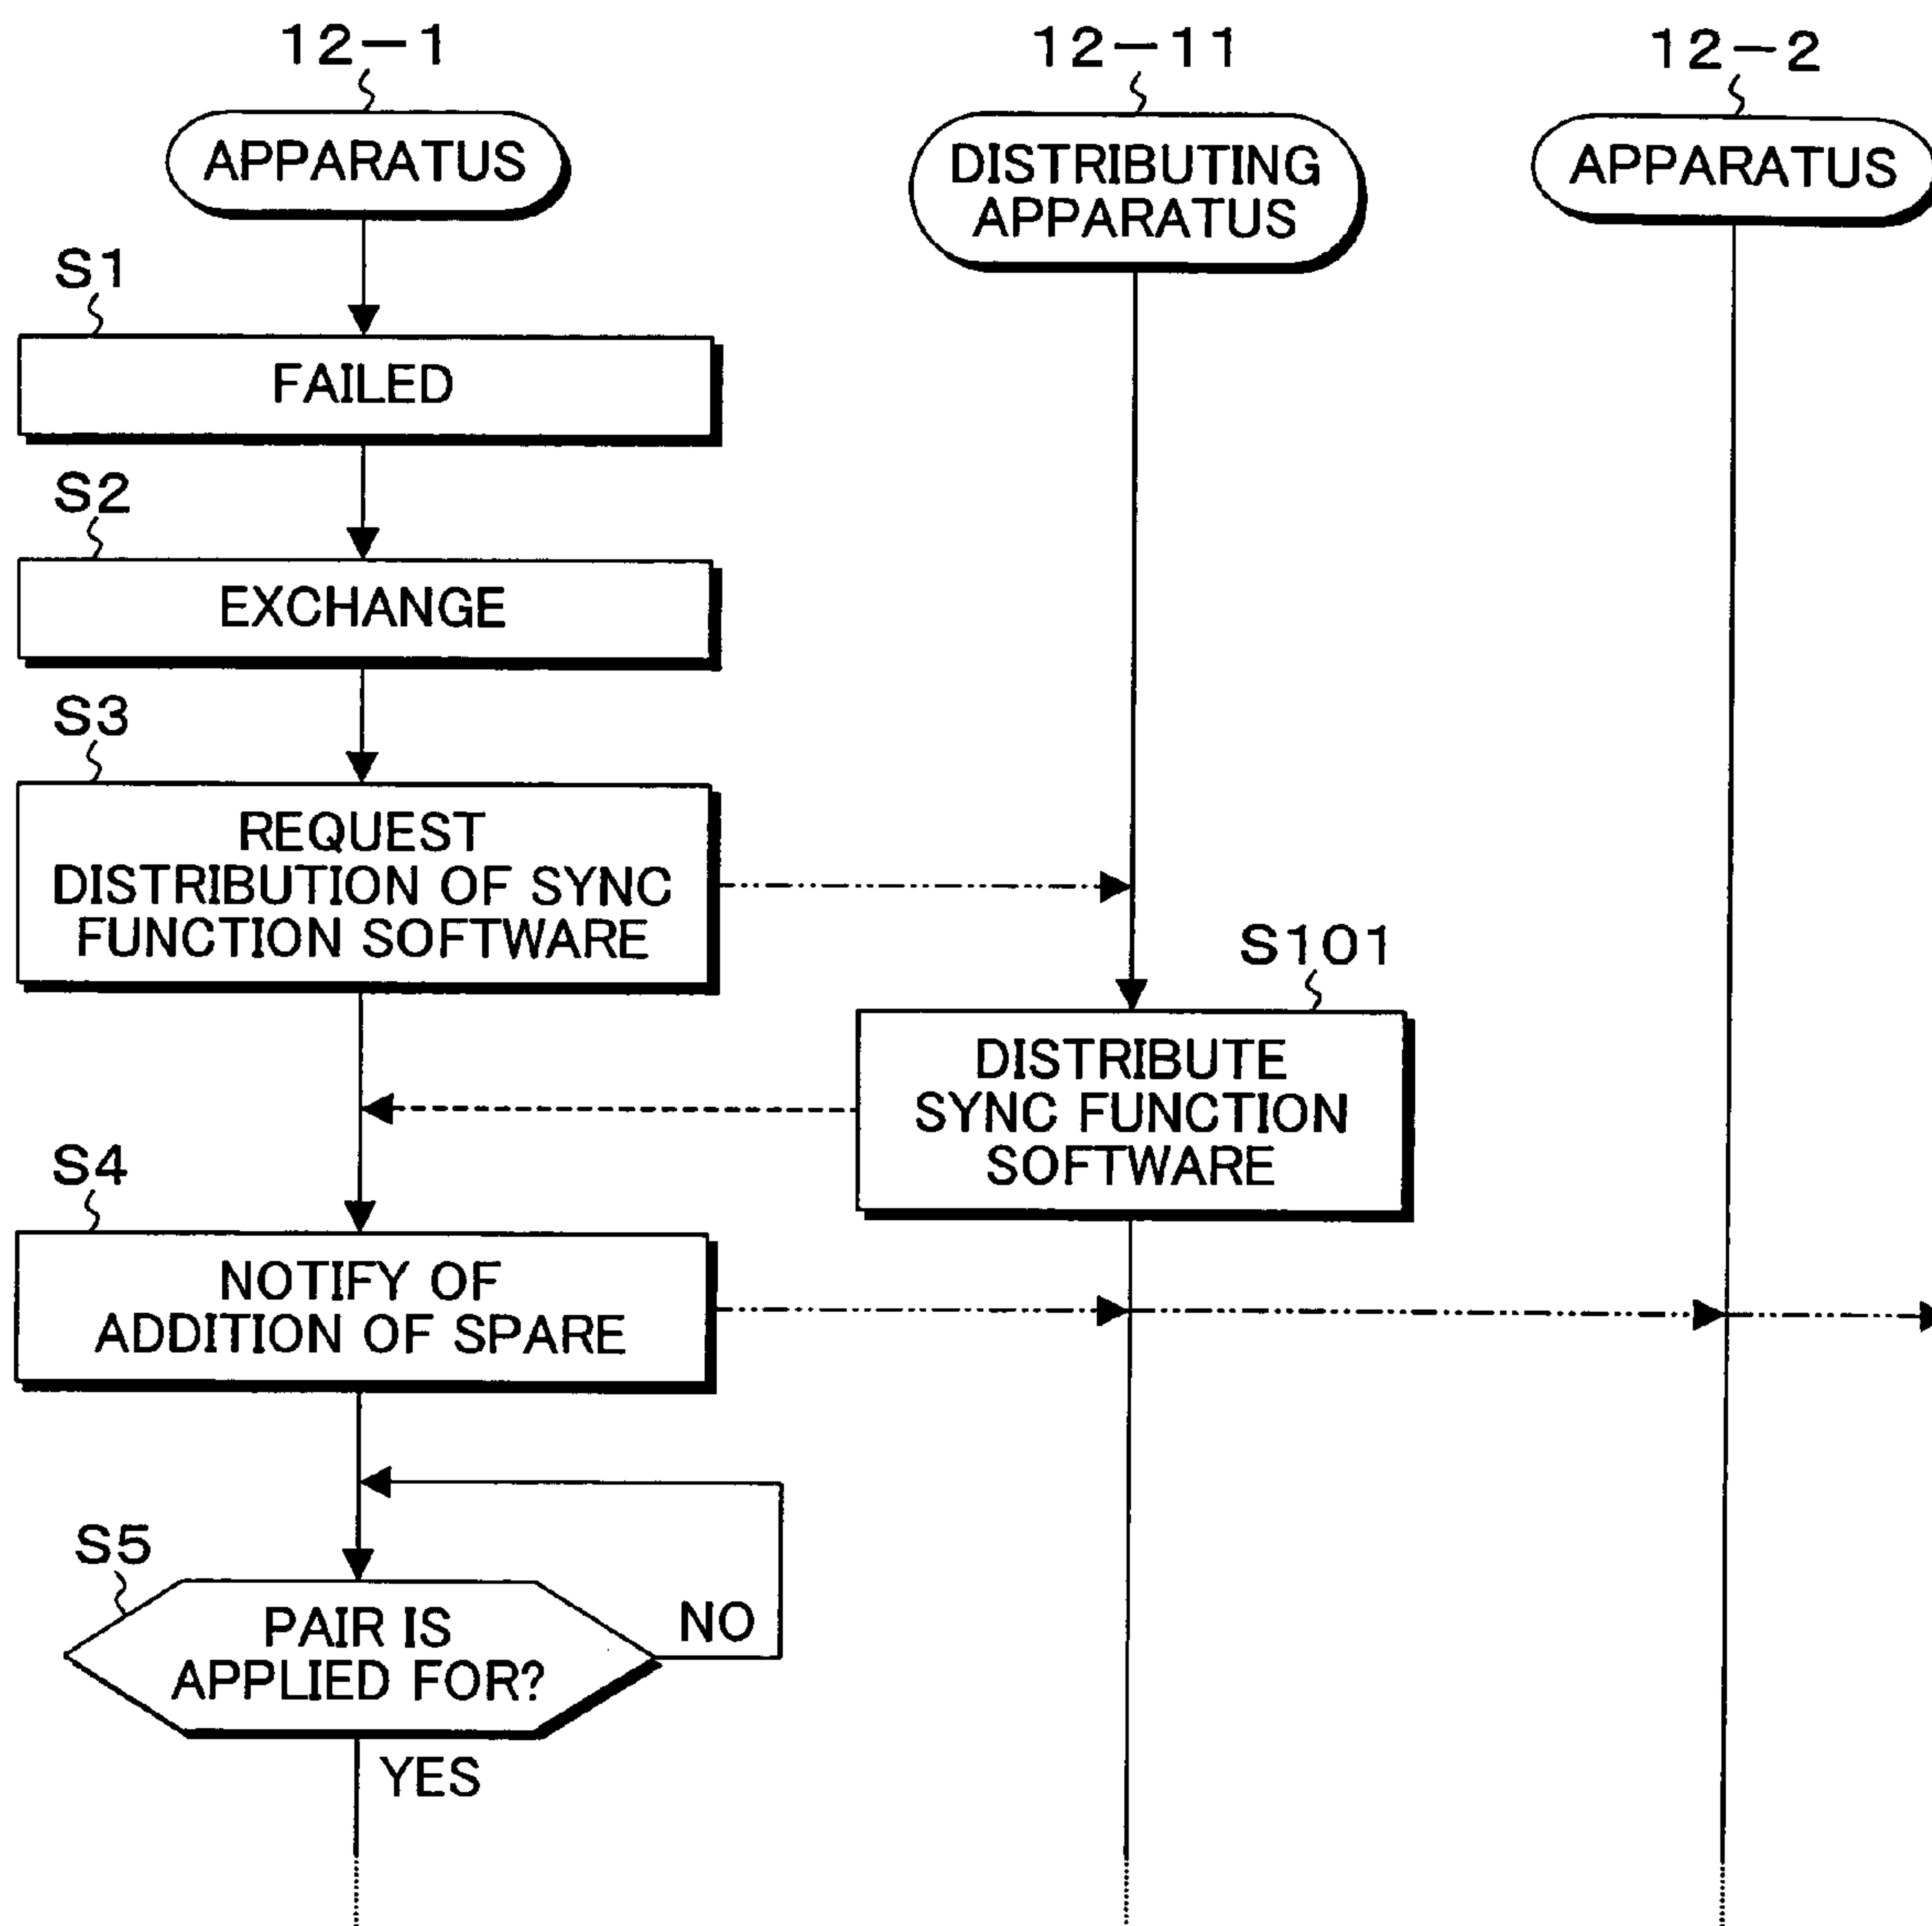 12-1
12-11
12-2
APPARATUS
DISTRIBUTING
APPARATUS
APPARATUS
S1
FAILED
S2
EXCHANGE
S3
REQUEST
DISTRIBUTION OF SYNC
FUNCTION SOFTWARE
S101
DISTRIBUTE
SYNC FUNCTION
SOFTWARE
S4
NOTIFY OF
ADDITION OF SPARE
S5
PAIR IS
APPLIED FOR?
NO
YES